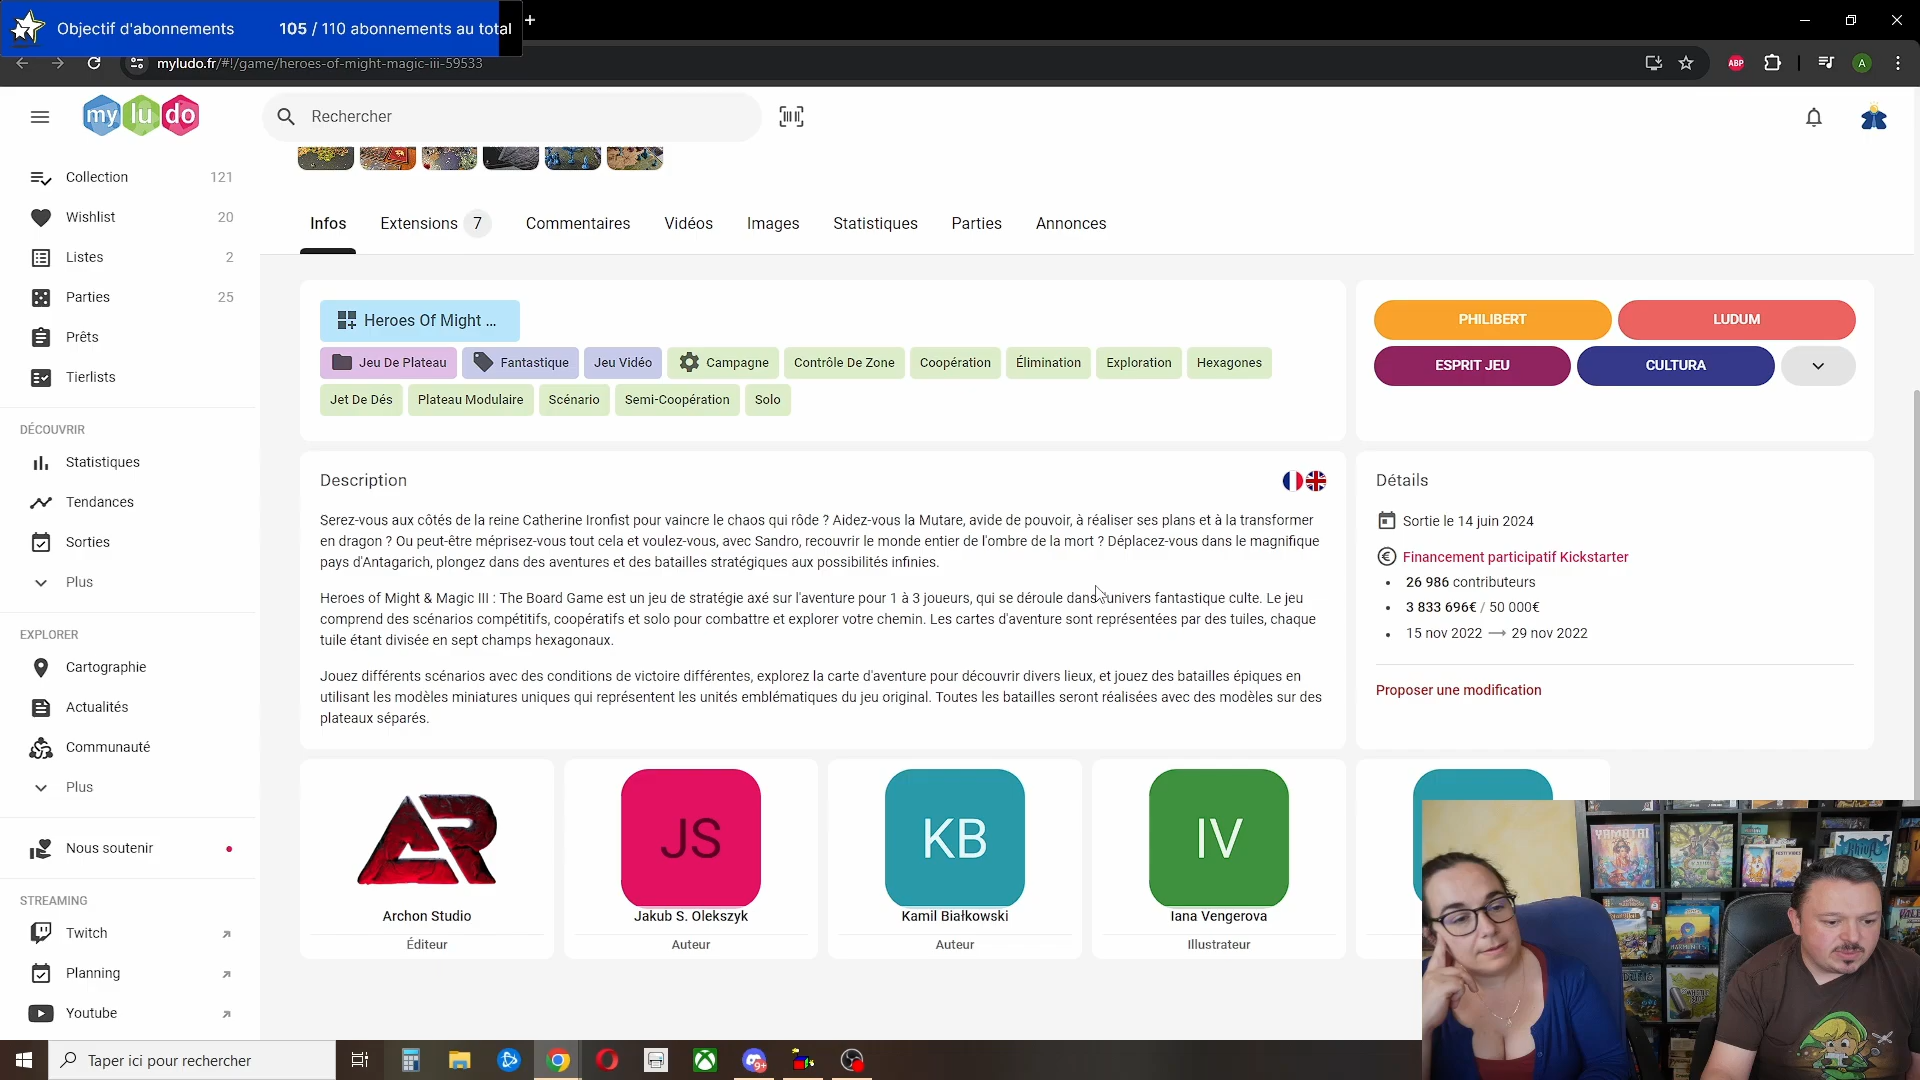 Objectif d'abonnements 105 / 110 abonnements au total
myludo.fr/#!/game/heroes-of-might-magic-iii-59533
ABP
A
my lu do
Rechercher
Collection 121
Wishlist 20
Listes 2
Parties 25
Prêts
Tierlists
DÉCOUVRIR
Statistiques
Tendances
Sorties
Plus
EXPLORER
Cartographie
Actualités
Communauté
Plus
Nous soutenir
STREAMING
Twitch
Planning
Youtube
Infos Extensions 7 Commentaires Vidéos Images Statistiques Parties Annonces
Heroes Of Might ...
Jeu De Plateau Fantastique Jeu Vidéo Campagne Contrôle De Zone Coopération Élimination Exploration Hexagones
Jet De Dés Plateau Modulaire Scénario Semi-Coopération Solo
PHILIBERT LUDUM
ESPRIT JEU CULTURA
Description
Serez-vous aux côtés de la reine Catherine Ironfist pour vaincre le chaos qui rôde ? Aidez-vous la Mutare, avide de pouvoir, à réaliser ses plans et à la transformer
en dragon ? Ou peut-être méprisez-vous tout cela et voulez-vous, avec Sandro, recouvrir le monde entier de l'ombre de la mort ? Déplacez-vous dans le magnifique
pays d'Antagarich, plongez dans des aventures et des batailles stratégiques aux possibilités infinies.
Heroes of Might & Magic III : The Board Game est un jeu de stratégie axé sur l'aventure pour 1 à 3 joueurs, qui se déroule dans univers fantastique culte. Le jeu
comprend des scénarios compétitifs, coopératifs et solo pour combattre et explorer votre chemin. Les cartes d'aventure sont représentées par des tuiles, chaque
tuile étant divisée en sept champs hexagonaux.
Jouez différents scénarios avec des conditions de victoire différentes, explorez la carte d'aventure pour découvrir divers lieux, et jouez des batailles épiques en
utilisant les modèles miniatures uniques qui représentent les unités emblématiques du jeu original. Toutes les batailles seront réalisées avec des modèles sur des
plateaux séparés.
Détails
Sortie le 14 juin 2024
Financement participatif Kickstarter
26 986 contributeurs
3 833 696€ / 50 000€
15 nov 2022 → 29 nov 2022
Proposer une modification
AR
Archon Studio
Éditeur
JS
Jakub S. Olekszyk
Auteur
KB
Kamil Białkowski
Auteur
IV
Iana Vengerova
Illustrateur
YAMATAI
Taper ici pour rechercher
9+